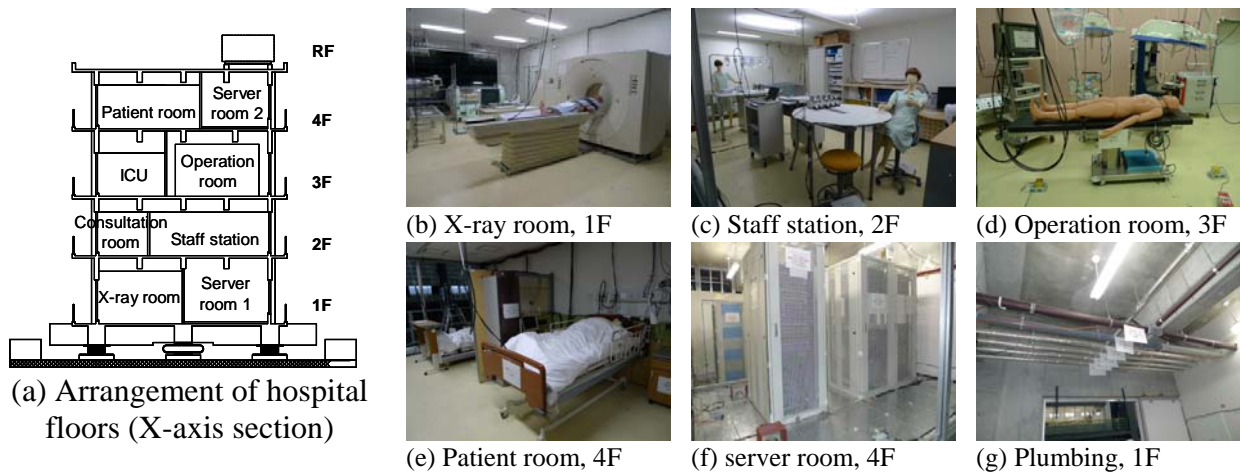 RF
Patient room
Server
room 2
4F
ICU
Operation
room
3F
Consultation
room
Staff station
2F
X-ray room
Server
room 1
1F
(a) Arrangement of hospital
floors (X-axis section)
(b) X-ray room, 1F
(c) Staff station, 2F
(d) Operation room, 3F
(e) Patient room, 4F
(f) server room, 4F
(g) Plumbing, 1F